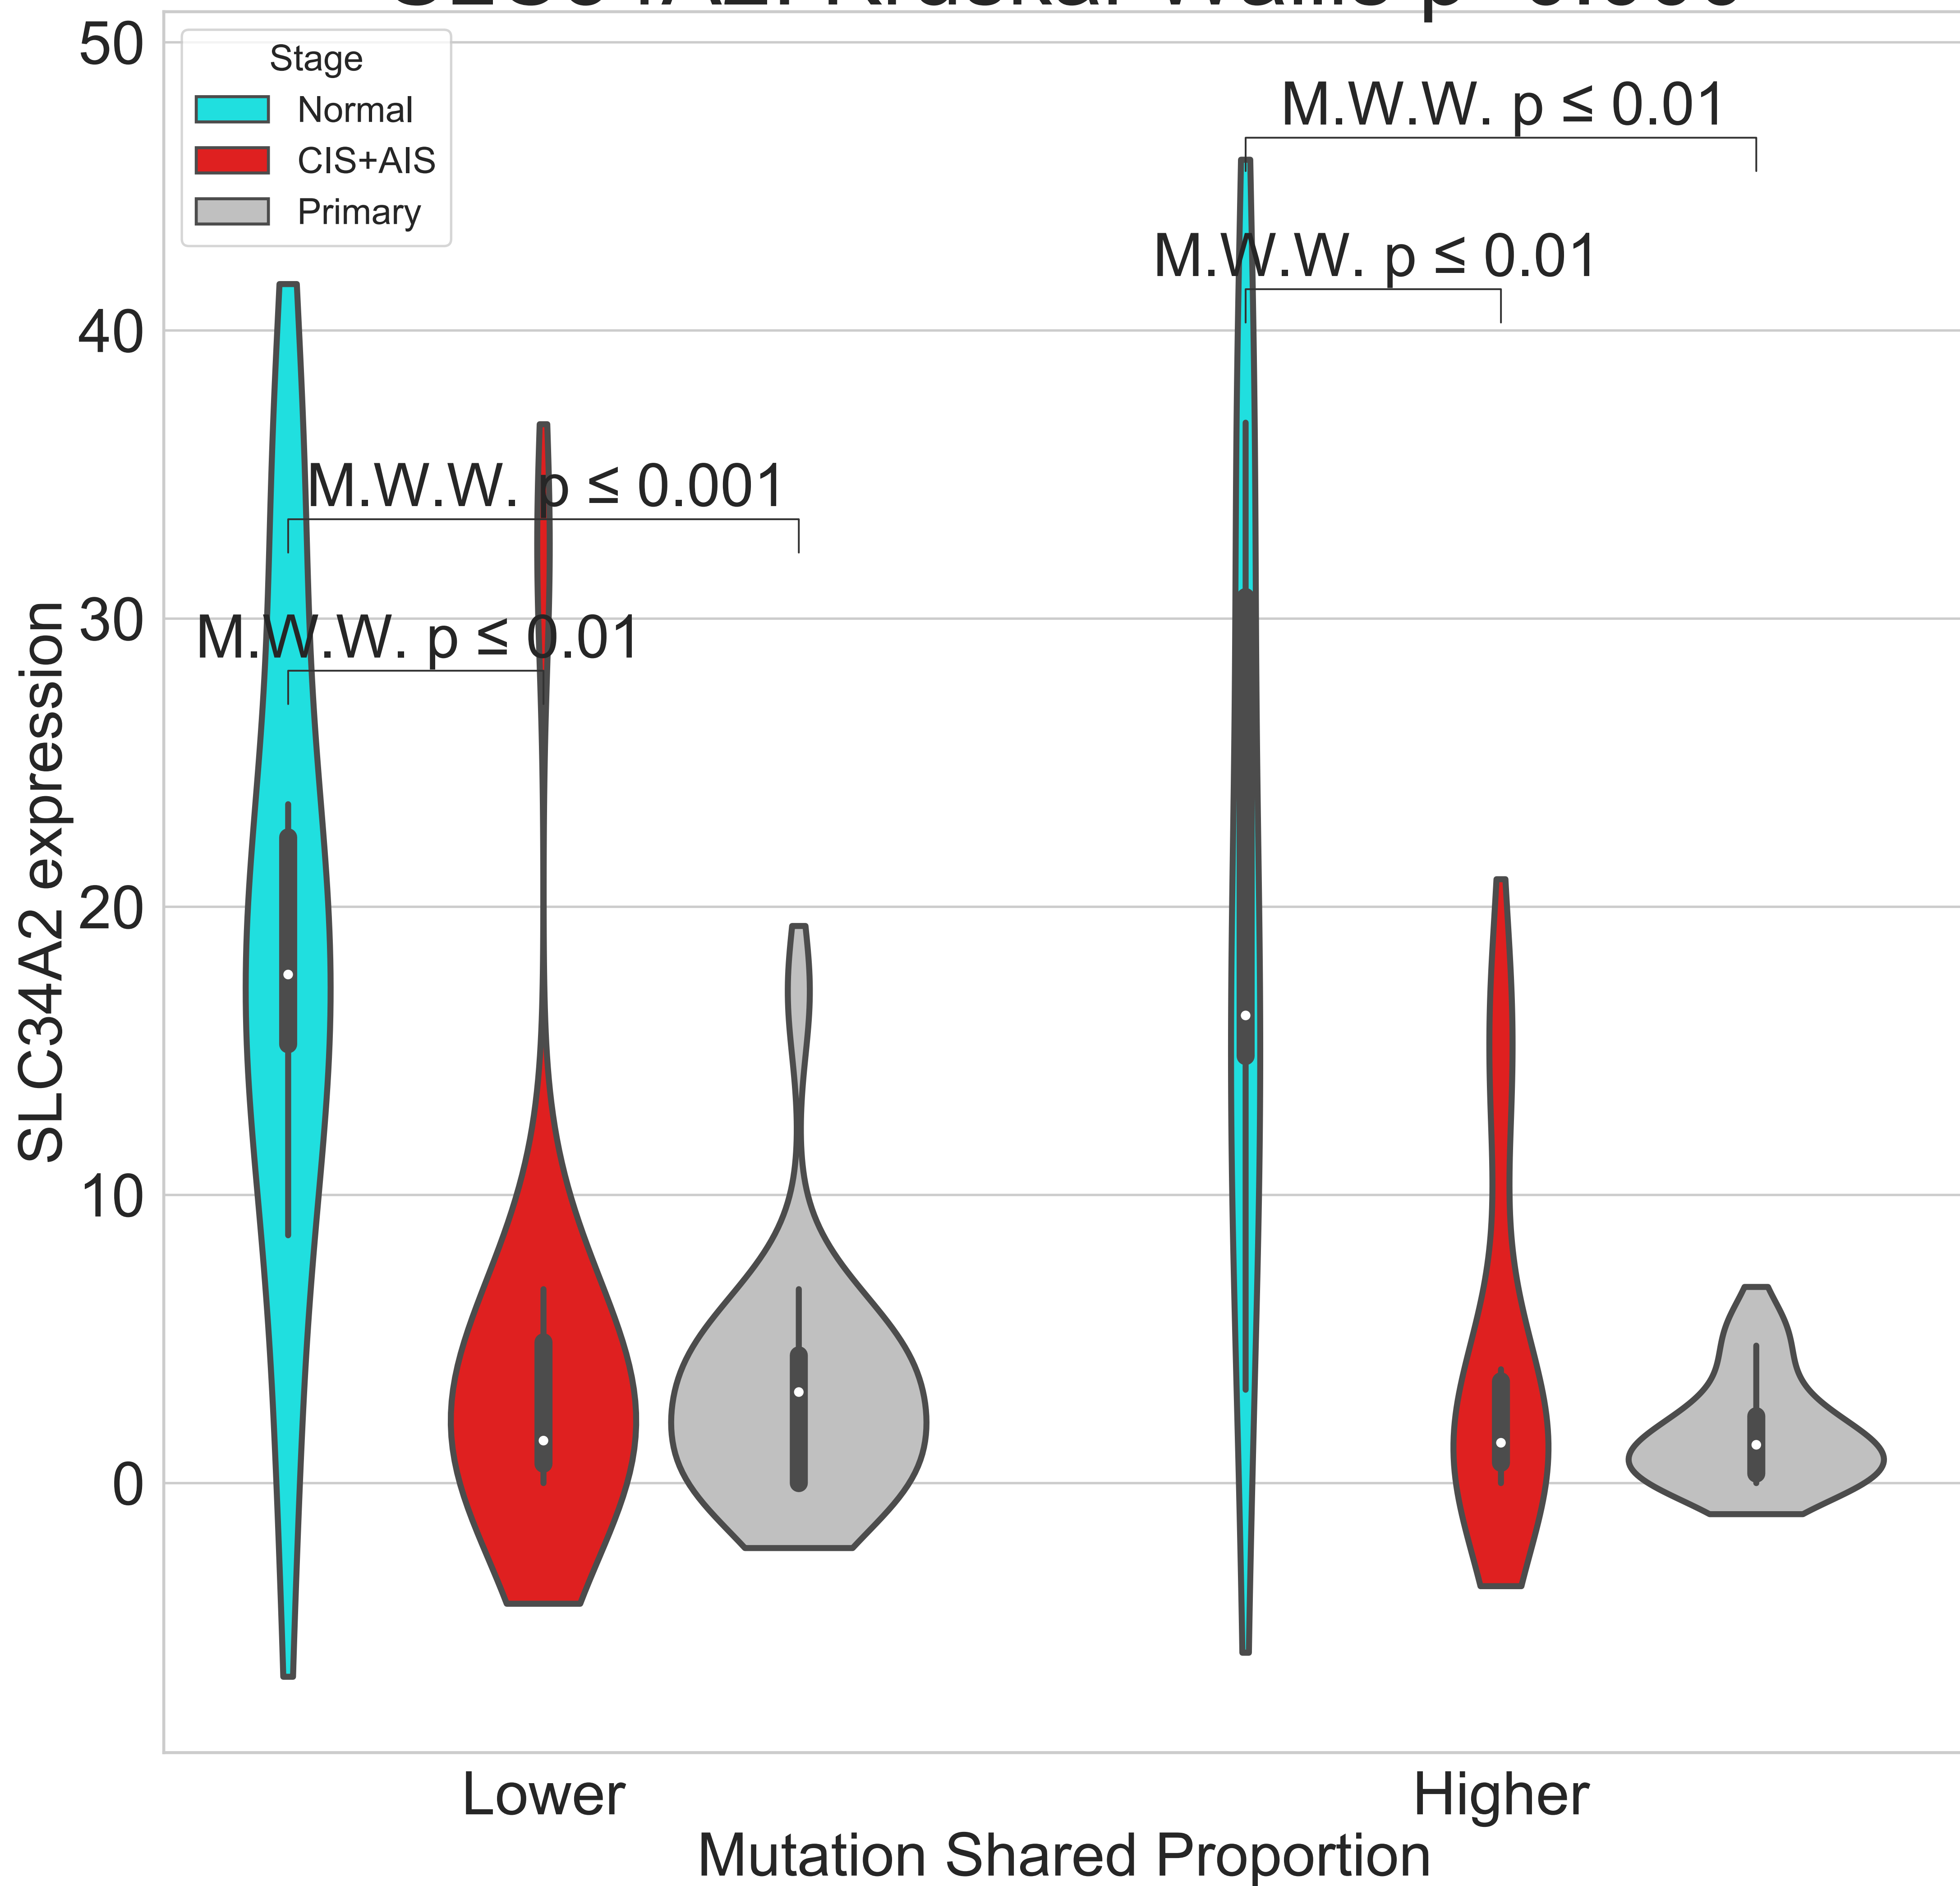 50
40
30
20
10
0
SLC34A2 expression
Stage
Normal
CIS+AIS
Primary
M.W.W. p ≤ 0.01
M.W.W. p ≤ 0.01
M.W.W. p ≤ 0.001
M.W.W. p ≤ 0.01
Lower
Higher
Mutation Shared Proportion